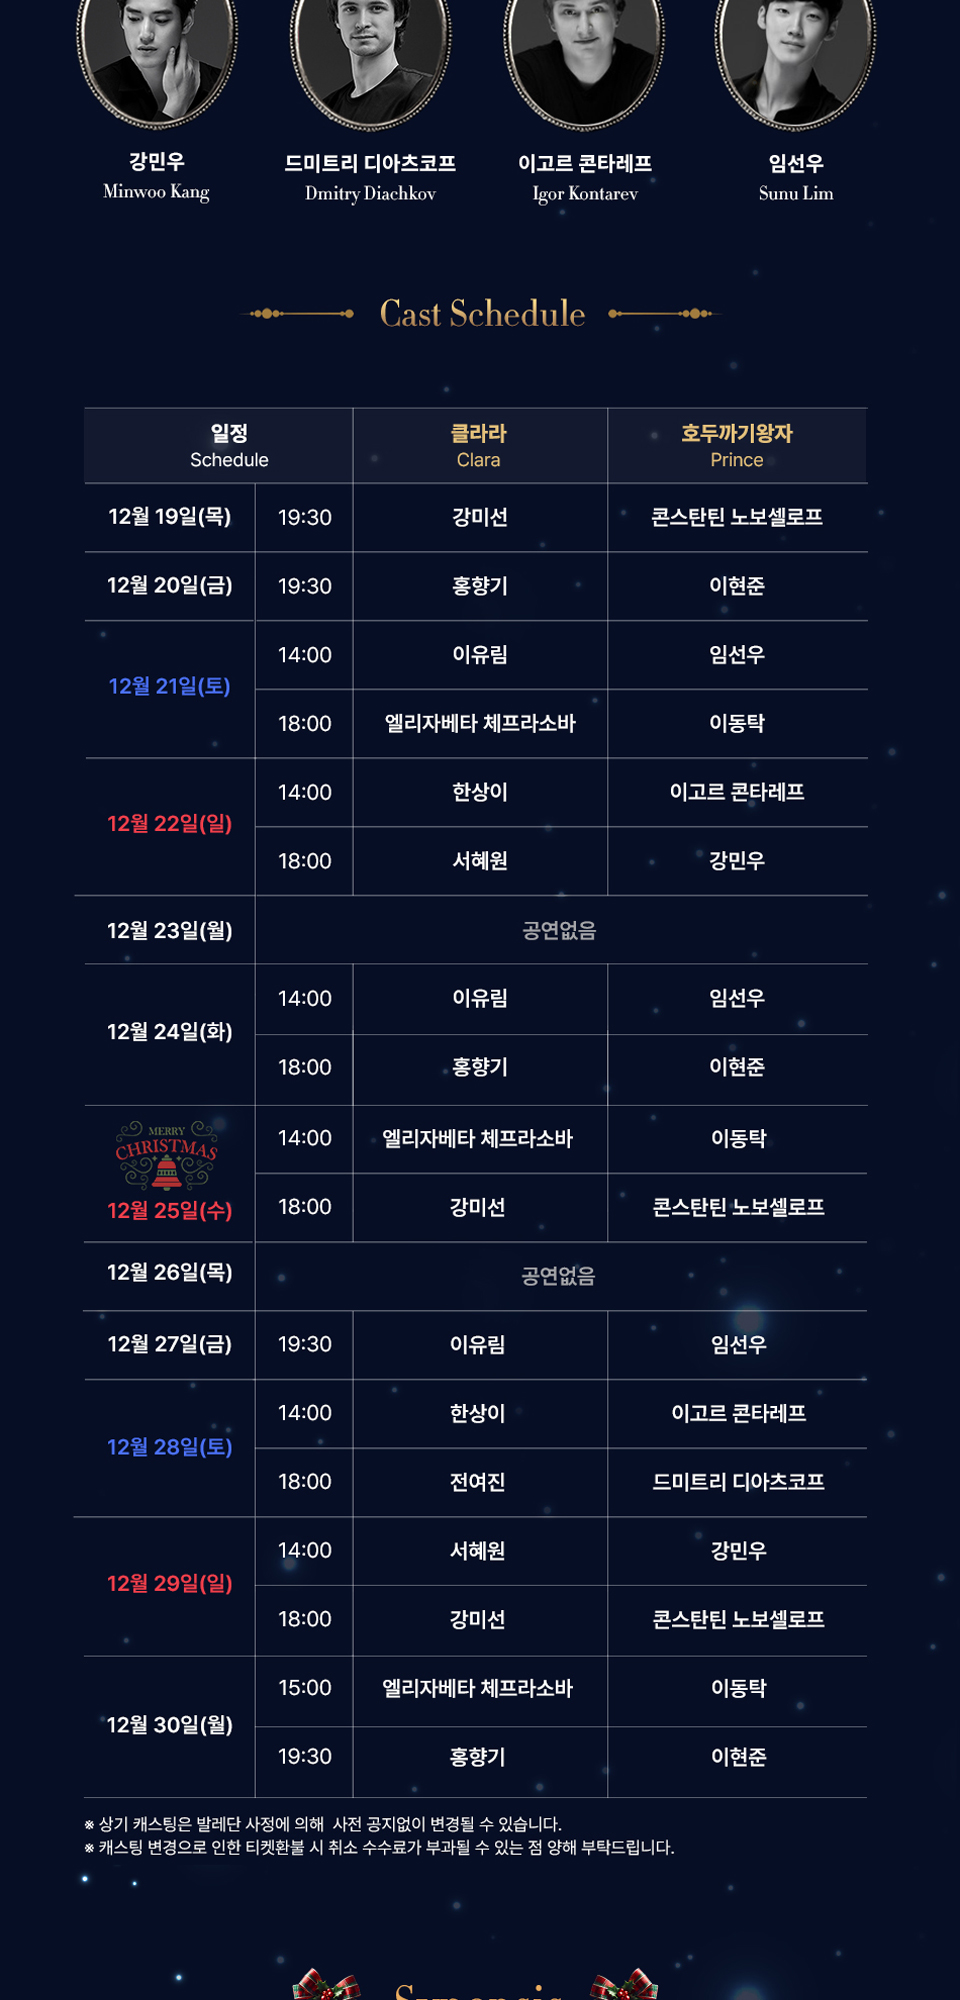 강민우 드미트리 디아츠코프 이고르 콘타레프 임선우
Minwoo Kang Dmitry Diachkov Igor Kontarev Sunu Lim
Cast Schedule
일정 클라라 호두까기왕자
Schedule Clara Prince
12월 19일(목) 19:30 강미선 콘스탄틴 노보셀로프
12월 20일(금) 19:30 홍향기 이현준
12월 21일(토)
14:00 이유림 임선우
18:00 엘리자베타 체프라소바 이동탁
12월 22일(일)
14:00 한상이 이고르 콘타레프
18:00 서혜원 강민우
12월 23일(월) 공연없음
12월 24일(화)
14:00 이유림 임선우
18:00 홍향기 이현준
MERRY
CHRISTMAS
12월 25일(수)
14:00 엘리자베타 체프라소바 이동탁
18:00 강미선 콘스탄틴 노보셀로프
12월 26일(목) 공연없음
12월 27일(금) 19:30 이유림 임선우
12월 28일(토)
14:00 한상이 이고르 콘타레프
18:00 전여진 드미트리 디아츠코프
12월 29일(일)
14:00 서혜원 강민우
18:00 강미선 콘스탄틴 노보셀로프
12월 30일(월)
15:00 엘리자베타 체프라소바 이동탁
19:30 홍향기 이현준
※ 상기 캐스팅은 발레단 사정에 의해 사전 공지없이 변경될 수 있습니다.
※ 캐스팅 변경으로 인한 티켓환불 시 취소 수수료가 부과될 수 있는 점 양해 부탁드립니다.
Synopsis